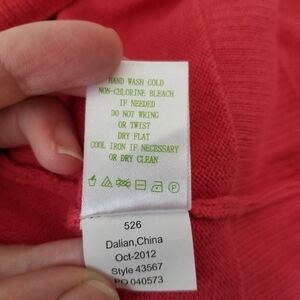 HAND WASH COLD
NON-CHLORINE BLEACH
IF NEEDED
DO NOT WRING
OR TWIST
DRY FLAT
COOL IRON IF NECESSARY
OR DRY CLEAN
526
Dalian,China
Oct-2012
Style 43567
PO 040573